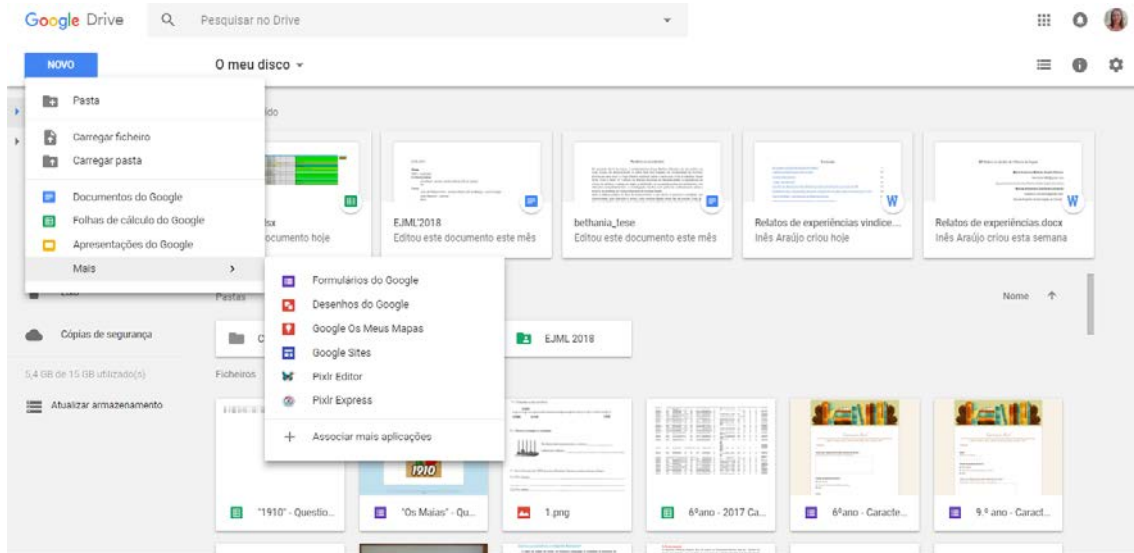 Google Drive
Pesquisar no Drive
NOVO
O meu disco
Pasta
Carregar ficheiro
Carregar pasta
Documentos do Google
Folhas de cálculo do Google
Apresentações do Google
Mais
Formulários do Google
Desenhos do Google
Google Os Meus Mapas
Google Sites
Pixlr Editor
Pixlr Express
Associar mais aplicações
EJML'2018
Editou este documento este mês
bethania_tese
Editou este documento este mês
Relatos de experiências vindice...
Inês Araújo criou hoje
Relatos de experiências.docx
Inês Araújo criou esta semana
Pastas
Nome
Cópias de segurança
EJML 2018
5,4 GB de 15 GB utilizado(s)
Ficheiros
Atualizar armazenamento
1910
"1910" - Questio...
"Os Maias" - Qu...
1.png
6ºano - 2017 Ca...
6ºano - Caracte...
9.º ano - Caract...